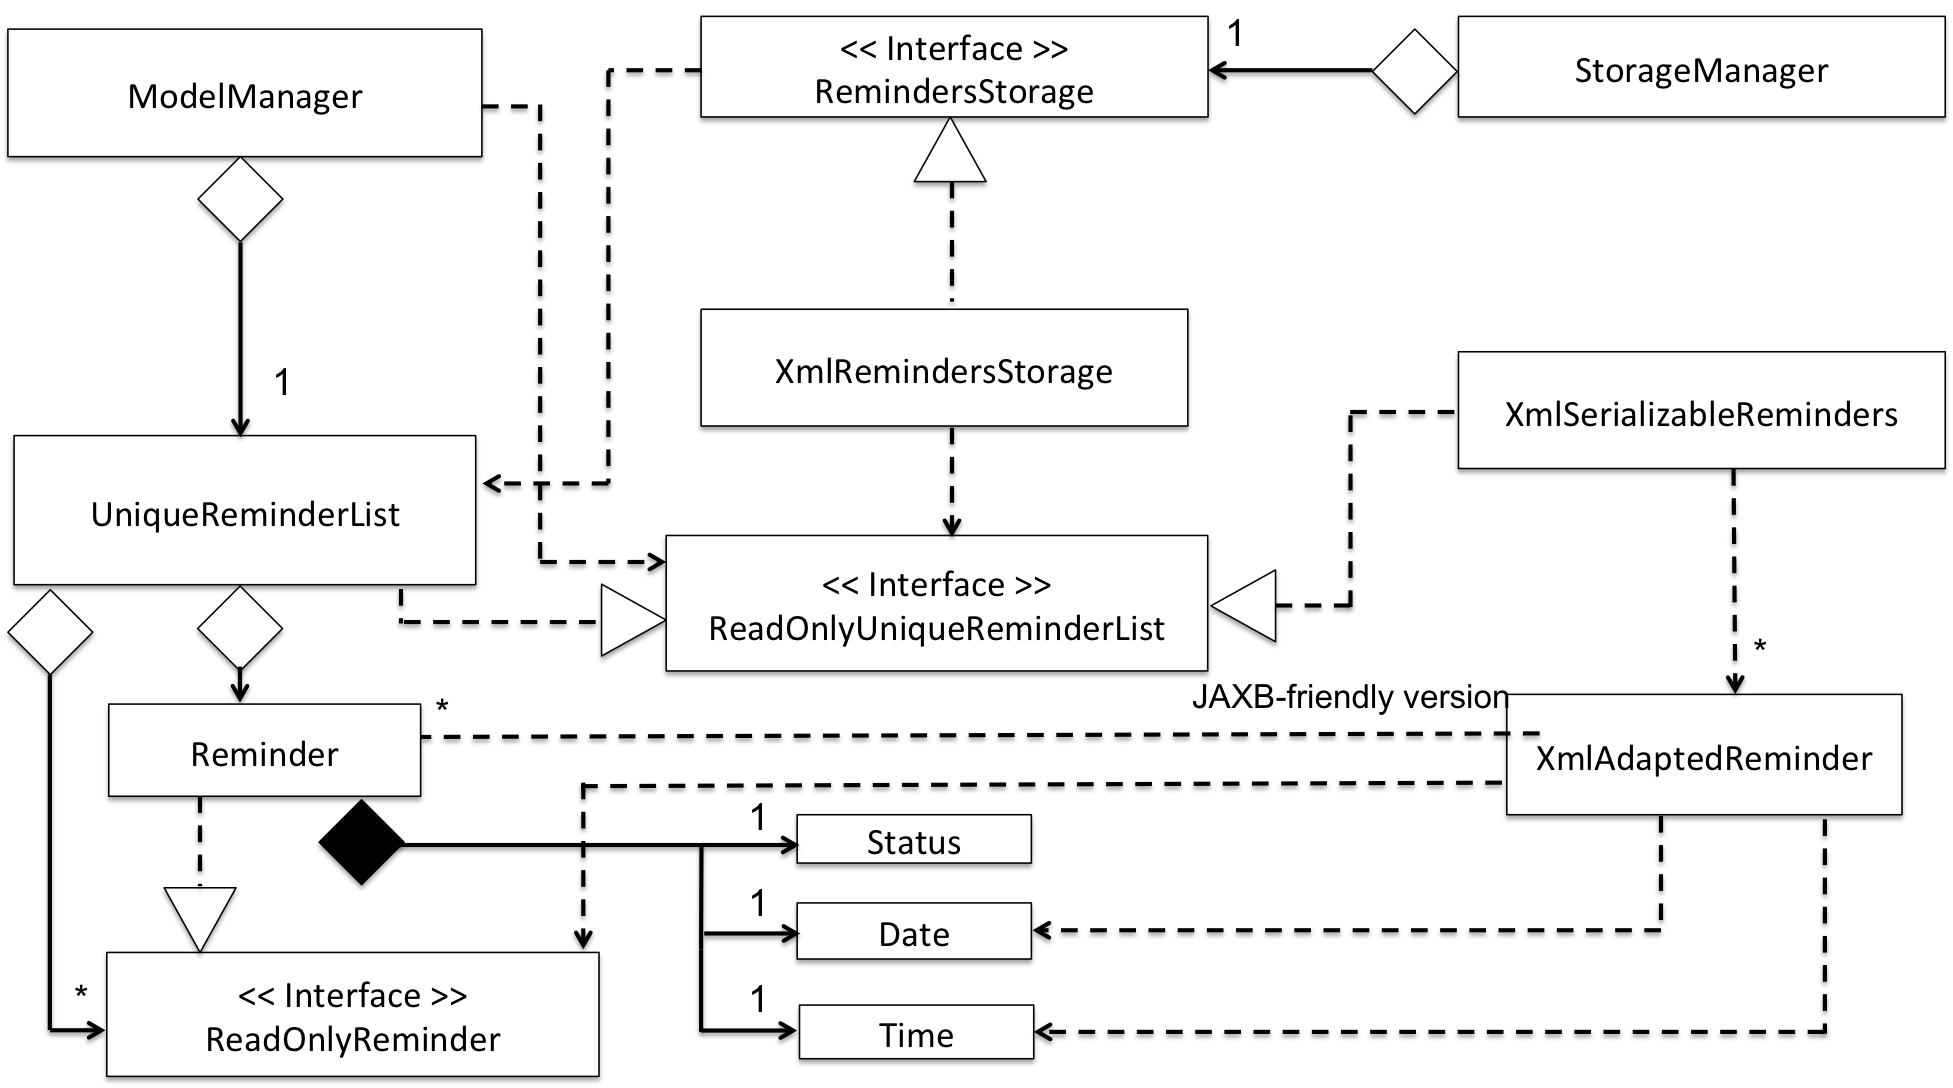 ModelManager
<< Interface >>
RemindersStorage
1
StorageManager
1
XmlRemindersStorage
XmlSerializableReminders
UniqueReminderList
<< Interface >>
ReadOnlyUniqueReminderList
*
JAXB-friendly version
*
Reminder
XmlAdaptedReminder
1
Status
1
Date
*
<< Interface >>
ReadOnlyReminder
1
Time